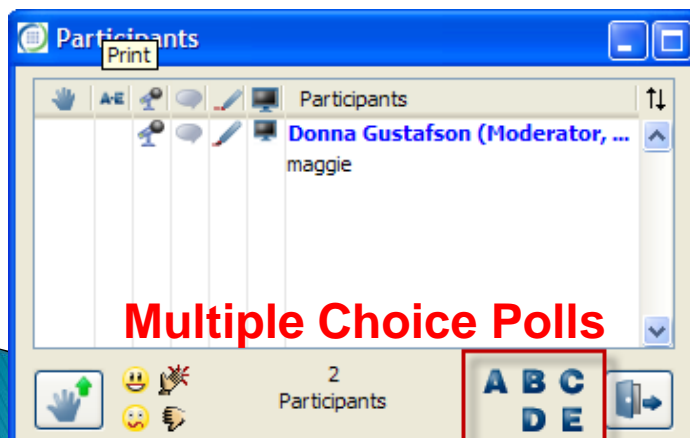 Participants
Print
A-E Participants
Donna Gustafson (Moderator, ...
maggie
Multiple Choice Polls
2
Participants
A B C
D E